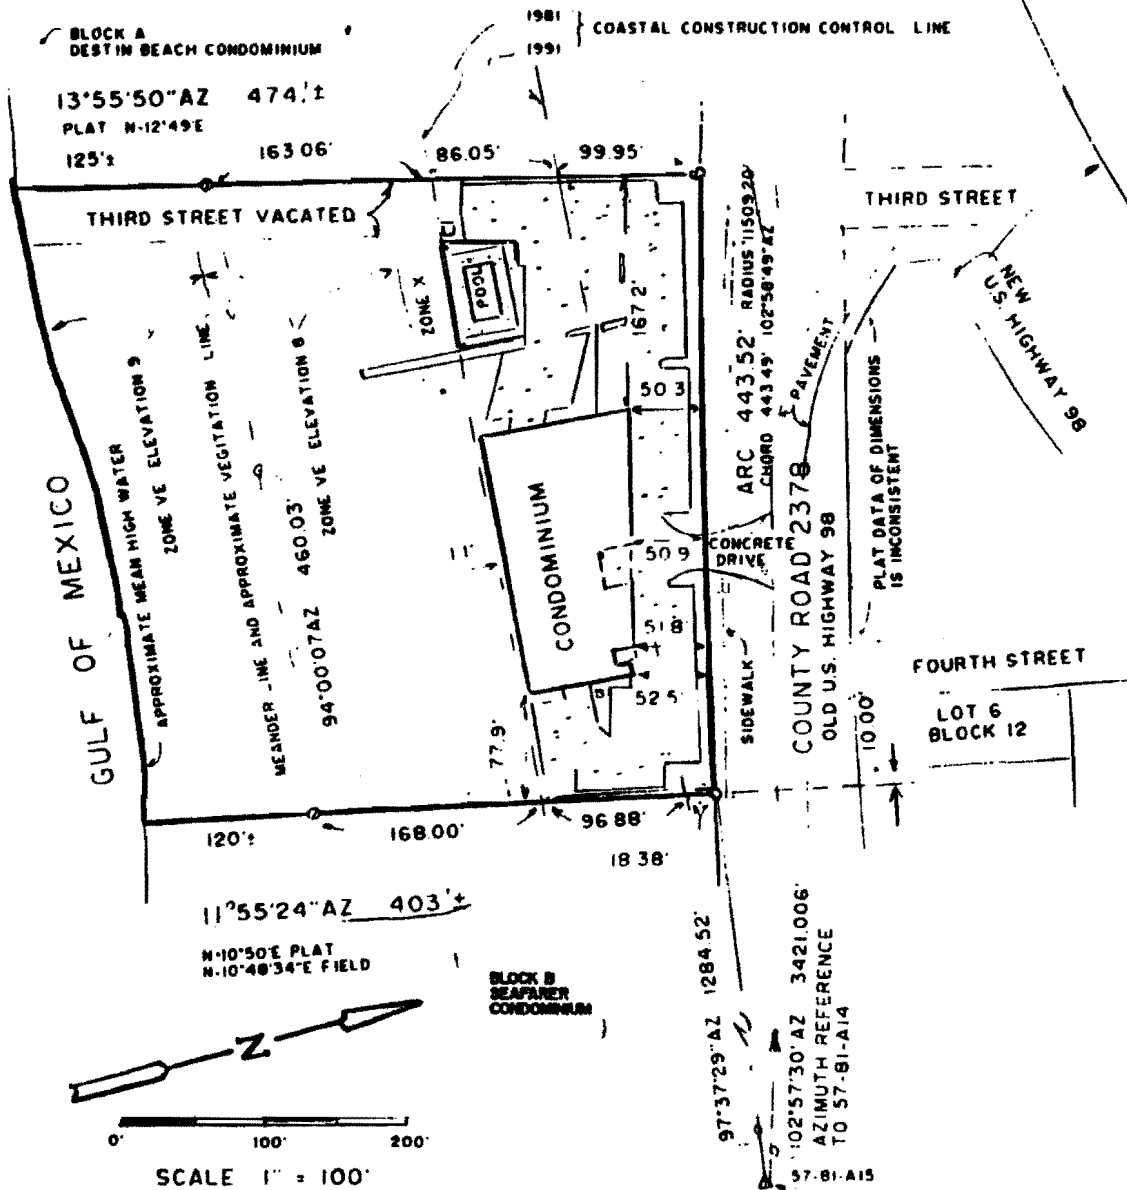 BLOCK A
DESTIN BEACH CONDOMINIUM
1981
1991
COASTAL CONSTRUCTION CONTROL LINE
13°55'50"AZ 474.'±
PLAT N-12°49'E
125'±
163.06'
86.05'
99.95'
THIRD STREET VACATED
THIRD STREET
POOL
ZONE X
167.2'
ARC 443.52' RADIUS 11509.20'
CHORD 443.49' 102°58'49"AZ
NEW
U.S. HIGHWAY 98
PAVEMENT
PLAT DATA OF DIMENSIONS
IS INCONSISTENT
50.3
GULF OF MEXICO
APPROXIMATE MEAN HIGH WATER
ZONE VE ELEVATION 9
MEANDER LINE AND APPROXIMATE VEGITATION LINE
94°00'07AZ 460.03'
ZONE VE ELEVATION 8
1.1'
CONDOMINIUM
50.9
CONCRETE
DRIVE
51.8'
52.5'
SIDEWALK
COUNTY ROAD 2378
OLD U.S. HIGHWAY 98
FOURTH STREET
LOT 6
BLOCK 12
10.00'
77.9'
120'±
168.00'
96.88'
18.38'
11°55'24"AZ 403'±
N-10°50'E PLAT
N-10°48'34"E FIELD
BLOCK B
SEAFARER
CONDOMINIUM
97°37'29"AZ 1284.52'
102°57'30"AZ 3421.006'
AZIMUTH REFERENCE
TO 57-81-A14
57-81-A15
N
0' 100' 200'
SCALE 1" = 100'